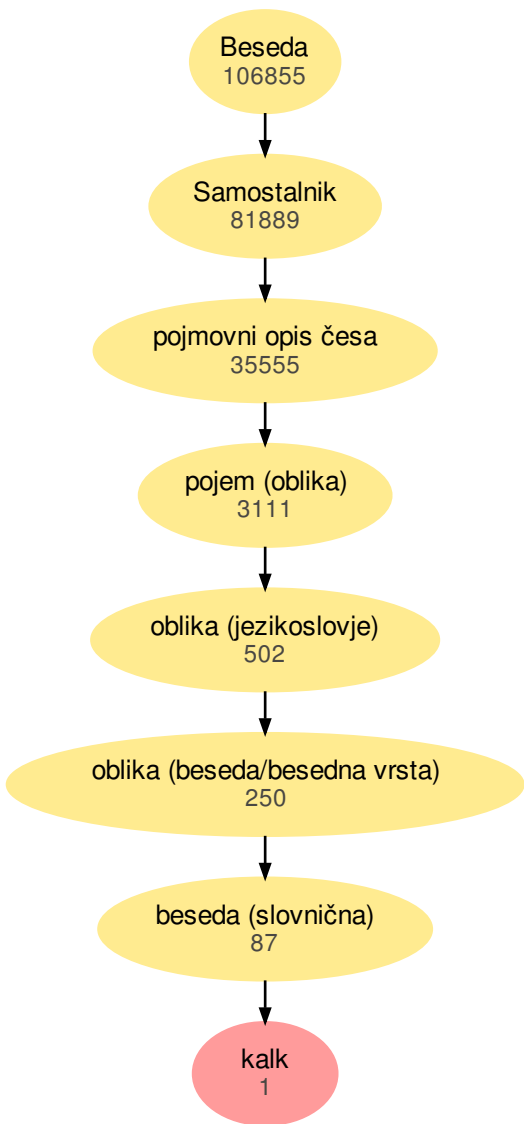 Beseda
106855
Samostalnik
81889
pojmovni opis česa
35555
pojem (oblika)
3111
oblika (jezikoslovje)
502
oblika (beseda/besedna vrsta)
250
beseda (slovnična)
87
kalk
1